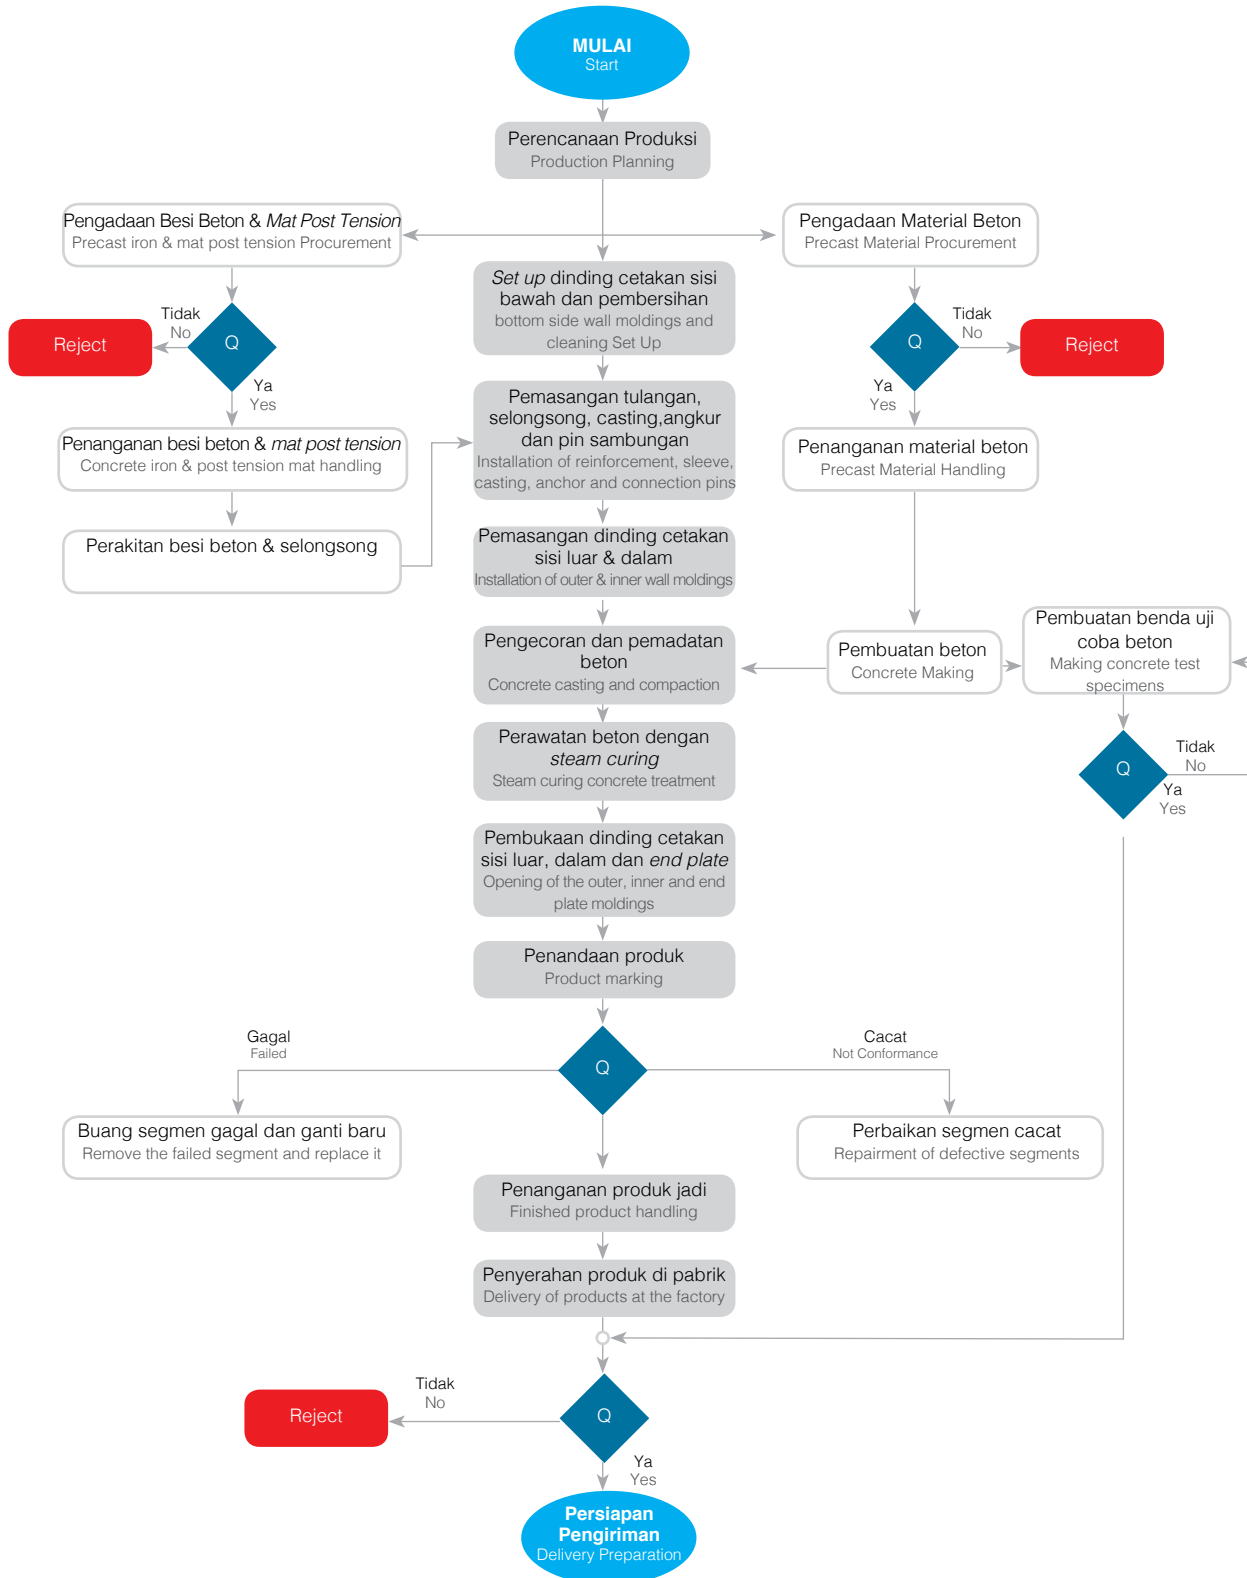 MULAI
Start
Perencanaan Produksi
Production Planning
Pengadaan Besi Beton & Mat Post Tension
Precast iron & mat post tension Procurement
Pengadaan Material Beton
Precast Material Procurement
Set up dinding cetakan sisi
bawah dan pembersihan
bottom side wall moldings and
cleaning Set Up
Tidak
No
Reject
Q
Ya
Yes
Tidak
No
Q
Reject
Ya
Yes
Pemasangan tulangan,
selongsong, casting,angkur
dan pin sambungan
Installation of reinforcement, sleeve,
casting, anchor and connection pins
Penanganan besi beton & mat post tension
Concrete iron & post tension mat handling
Penanganan material beton
Precast Material Handling
Perakitan besi beton & selongsong
Pemasangan dinding cetakan
sisi luar & dalam
Installation of outer & inner wall moldings
Pengecoran dan pemadatan
beton
Concrete casting and compaction
Pembuatan beton
Concrete Making
Pembuatan benda uji
coba beton
Making concrete test
specimens
Perawatan beton dengan
steam curing
Steam curing concrete treatment
Q
Tidak
No
Ya
Yes
Pembukaan dinding cetakan
sisi luar, dalam dan end plate
Opening of the outer, inner and end
plate moldings
Penandaan produk
Product marking
Gagal
Failed
Q
Cacat
Not Conformance
Buang segmen gagal dan ganti baru
Remove the failed segment and replace it
Perbaikan segmen cacat
Repairment of defective segments
Penanganan produk jadi
Finished product handling
Penyerahan produk di pabrik
Delivery of products at the factory
Tidak
No
Reject
Q
Ya
Yes
Persiapan
Pengiriman
Delivery Preparation